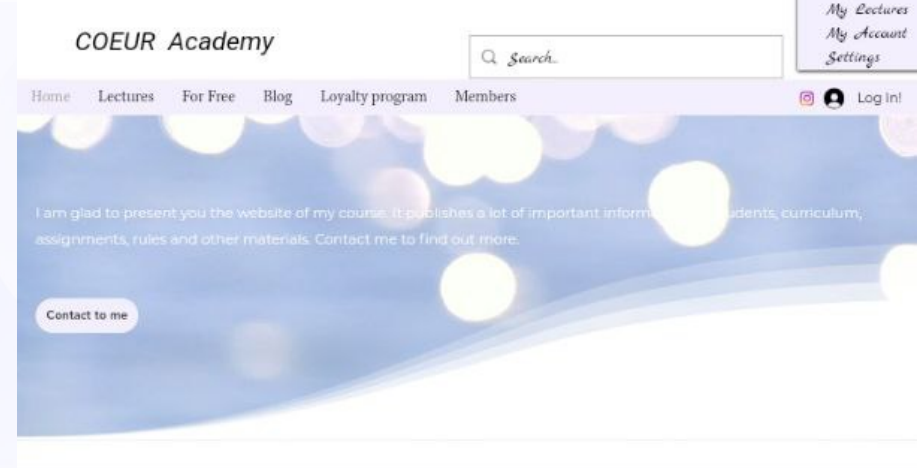 My Lectures
COEUR Academy
My Account
Search...
Settings
Home Lectures For Free Blog Loyalty program Members
Log In!
I am glad to present you the website of my course. It publishes a lot of important udents, curriculum,
assignments, rules and other materials. Contact me to find out more.
Contact to me